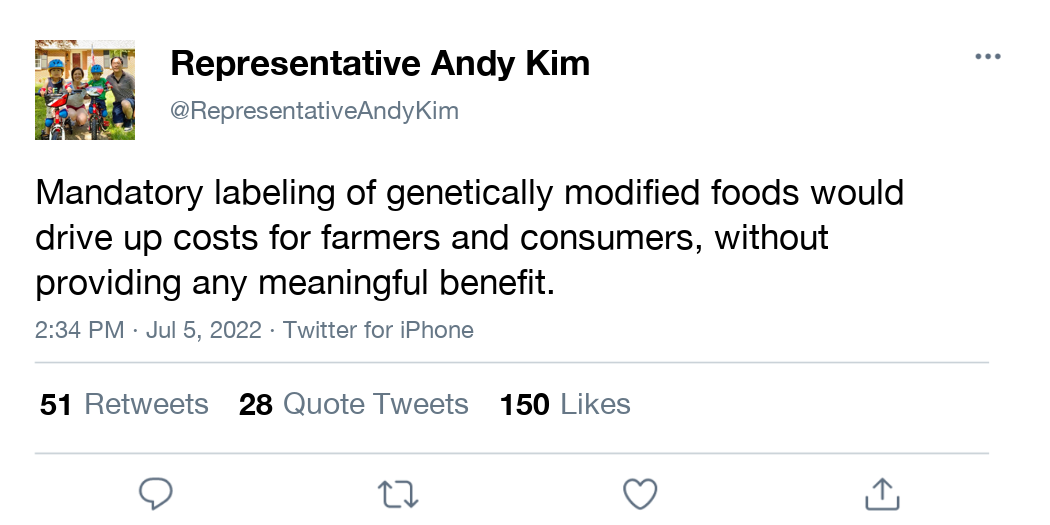 Representative Andy Kim
@RepresentativeAndyKim
Mandatory labeling of genetically modified foods would
drive up costs for farmers and consumers, without
providing any meaningful benefit.
2:34 PM · Jul 5, 2022 · Twitter for iPhone
51 Retweets 28 Quote Tweets 150 Likes